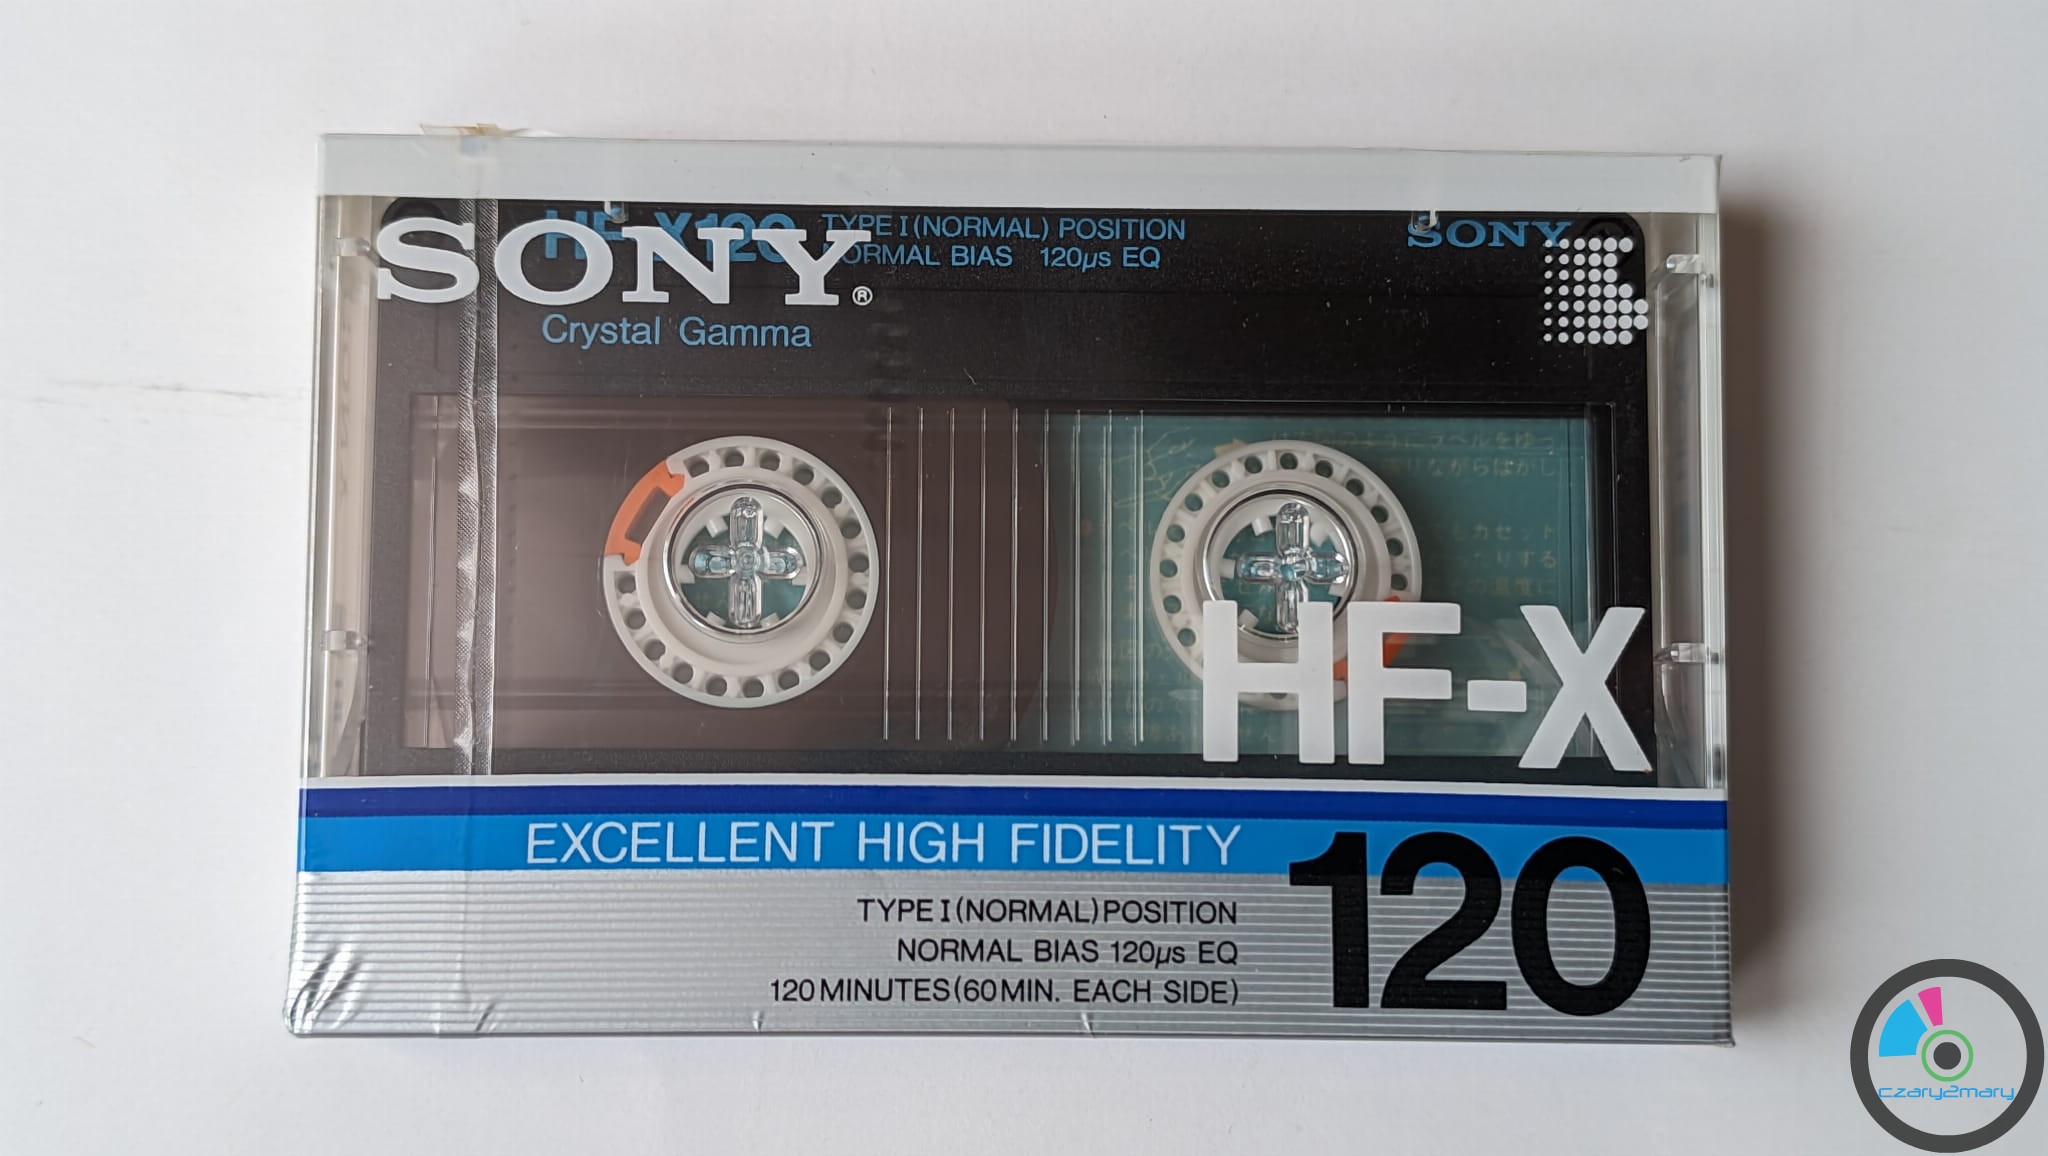 HF-X120 TYPE I (NORMAL) POSITION SONY
NORMAL BIAS 120µs EQ
SONY®
Crystal Gamma
HF-X
EXCELLENT HIGH FIDELITY
120
TYPE I (NORMAL) POSITION
NORMAL BIAS 120µs EQ
120 MINUTES (60 MIN. EACH SIDE)
czary2mary